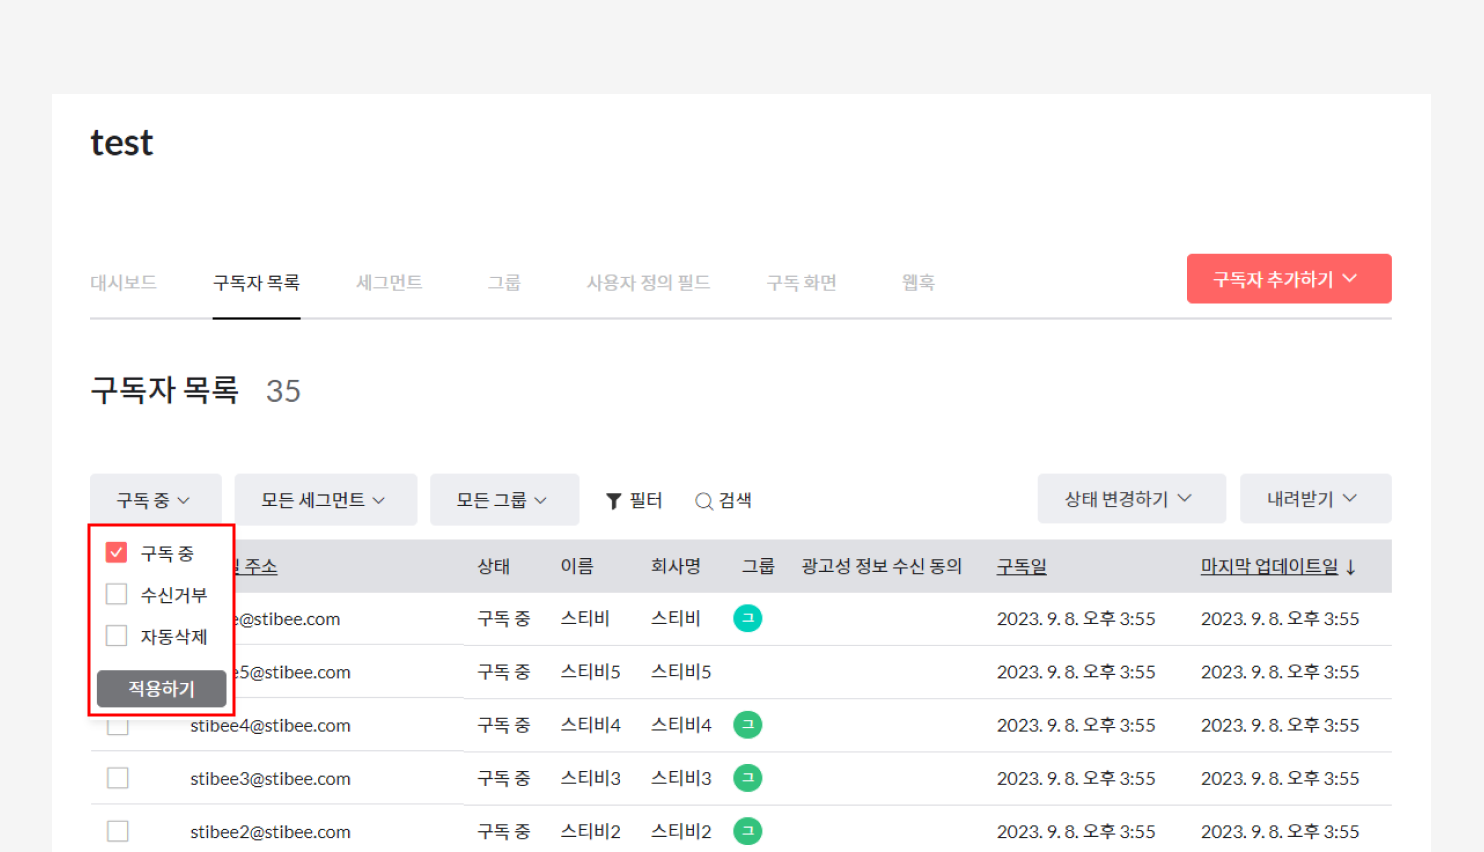 test
대시보드 구독자 목록 세그먼트 그룹 사용자 정의 필드 구독 화면 웹훅 구독자 추가하기
구독자 목록 35
구독 중 모든 세그먼트 모든 그룹 필터 검색 상태 변경하기 내려받기
구독 중
수신거부
자동삭제
적용하기
주소 상태 이름 회사명 그룹 광고성 정보 수신 동의 구독일 마지막 업데이트일 ↓
e@stibee.com 구독 중 스티비 스티비 그 2023. 9. 8. 오후 3:55 2023. 9. 8. 오후 3:55
e5@stibee.com 구독 중 스티비5 스티비5 2023. 9. 8. 오후 3:55 2023. 9. 8. 오후 3:55
stibee4@stibee.com 구독 중 스티비4 스티비4 그 2023. 9. 8. 오후 3:55 2023. 9. 8. 오후 3:55
stibee3@stibee.com 구독 중 스티비3 스티비3 그 2023. 9. 8. 오후 3:55 2023. 9. 8. 오후 3:55
stibee2@stibee.com 구독 중 스티비2 스티비2 그 2023. 9. 8. 오후 3:55 2023. 9. 8. 오후 3:55